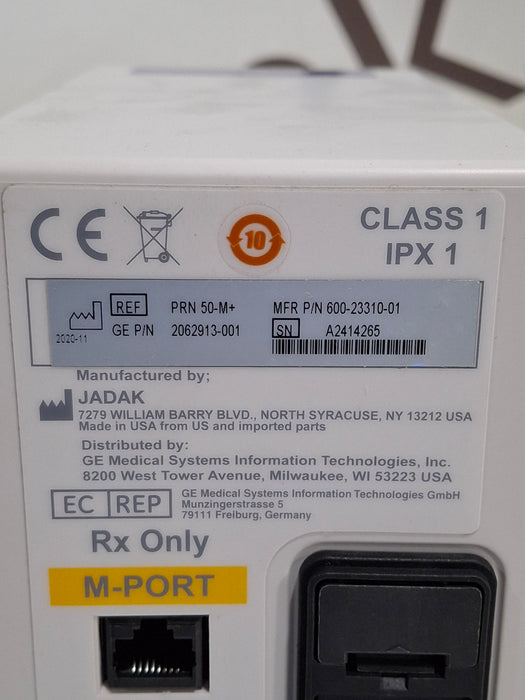 CE
10
CLASS 1
IPX 1
REF PRN 50-M+ MFR P/N 600-23310-01
2020-11 GE P/N 2062913-001 SN A2414265
Manufactured by;
JADAK
7279 WILLIAM BARRY BLVD., NORTH SYRACUSE, NY 13212 USA
Made in USA from US and imported parts
Distributed by:
GE Medical Systems Information Technologies, Inc.
8200 West Tower Avenue, Milwaukee, WI 53223 USA
EC REP
GE Medical Systems Information Technologies GmbH
Munzingerstrasse 5
79111 Freiburg, Germany
Rx Only
M-PORT